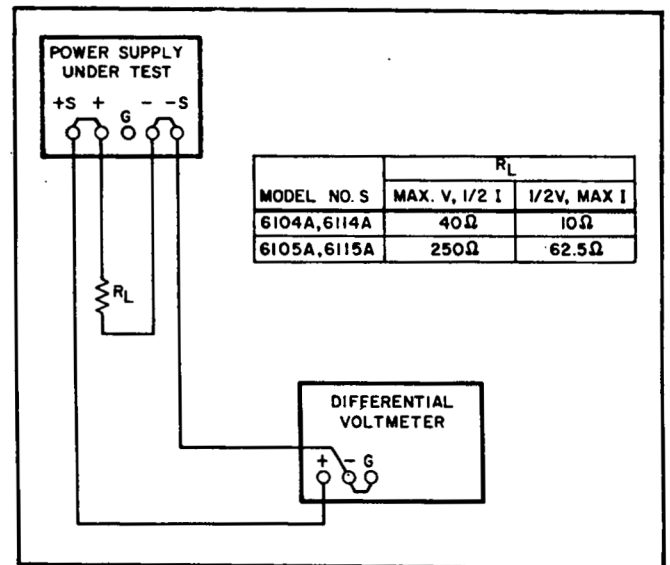 POWER SUPPLY
UNDER TEST
+S + G - -S
RL
MODEL NO. S MAX. V, 1/2 I 1/2V, MAX I
6104A,6114A 40Ω 10Ω
6105A,6115A 250Ω 62.5Ω
RL
DIFFERENTIAL
VOLTMETER
+ - G